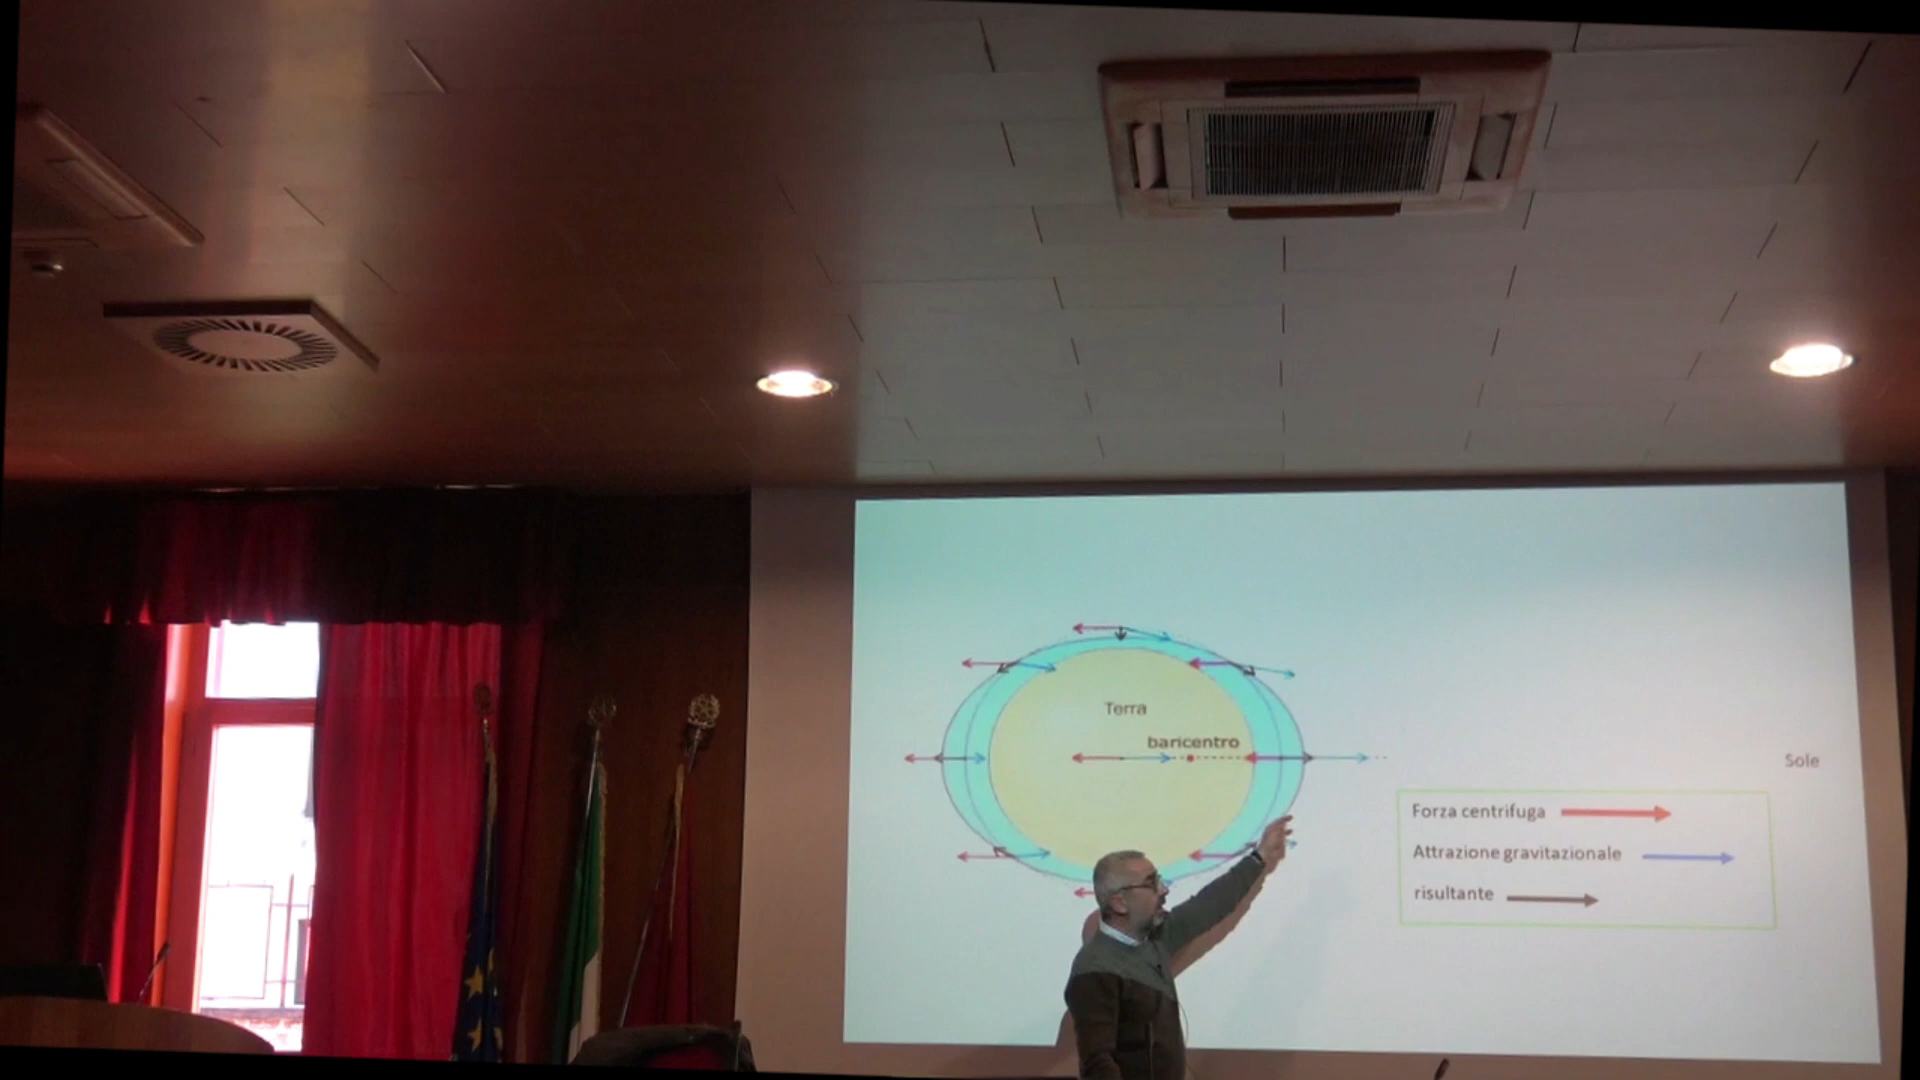 Terra
baricentro
Sole
Forza centrifuga
Attrazione gravitazionale
risultante